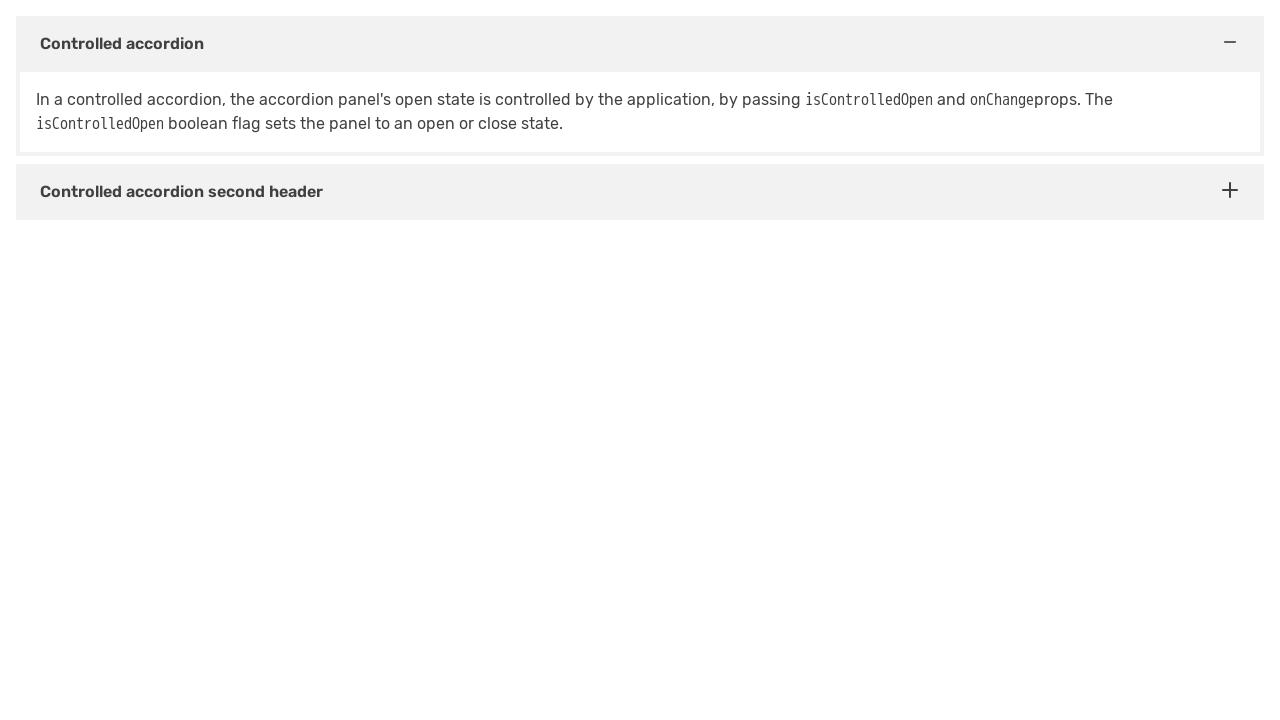 Controlled accordion
In a controlled accordion, the accordion panel's open state is controlled by the application, by passing isControlledOpen and onChangeprops. The
isControlledOpen boolean flag sets the panel to an open or close state.
Controlled accordion second header